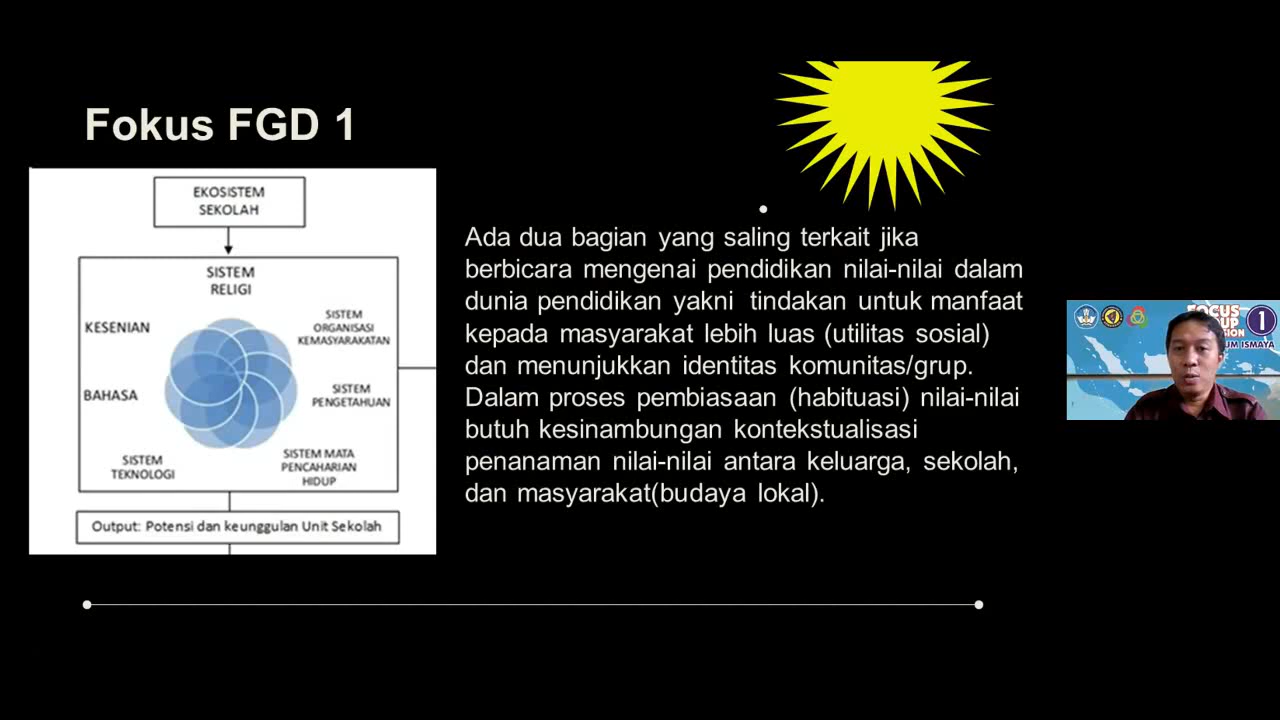 Fokus FGD 1
EKOSISTEM
SEKOLAH
SISTEM
RELIGI
KESENIAN
SISTEM
ORGANISASI
KEMASYARAKATAN
BAHASA
SISTEM
PENGETAHUAN
SISTEM
TEKNOLOGI
SISTEM MATA
PENCAHARIAN
HIDUP
Output: Potensi dan keunggulan Unit Sekolah
Ada dua bagian yang saling terkait jika
berbicara mengenai pendidikan nilai-nilai dalam
dunia pendidikan yakni tindakan untuk manfaat
kepada masyarakat lebih luas (utilitas sosial)
dan menunjukkan identitas komunitas/grup.
Dalam proses pembiasaan (habituasi) nilai-nilai
butuh kesinambungan kontekstualisasi
penanaman nilai-nilai antara keluarga, sekolah,
dan masyarakat(budaya lokal).
FOCUS
1
ISMAYA